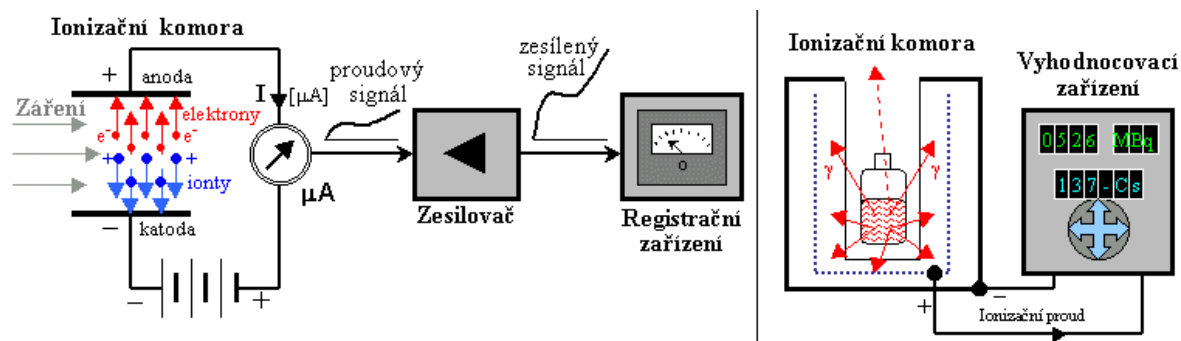 Ionizační komora
+
anoda
Záření
elektrony
e⁻
e⁻
+
+
ionty
−
katoda
−
+
I
[µA]
µA
proudový
signál
Zesilovač
zesílený
signál
0
Registrační
zařízení
Ionizační komora
γ
γ
+
−
Ionizační proud
Vyhodnocovací
zařízení
0526 MBq
137-Cs